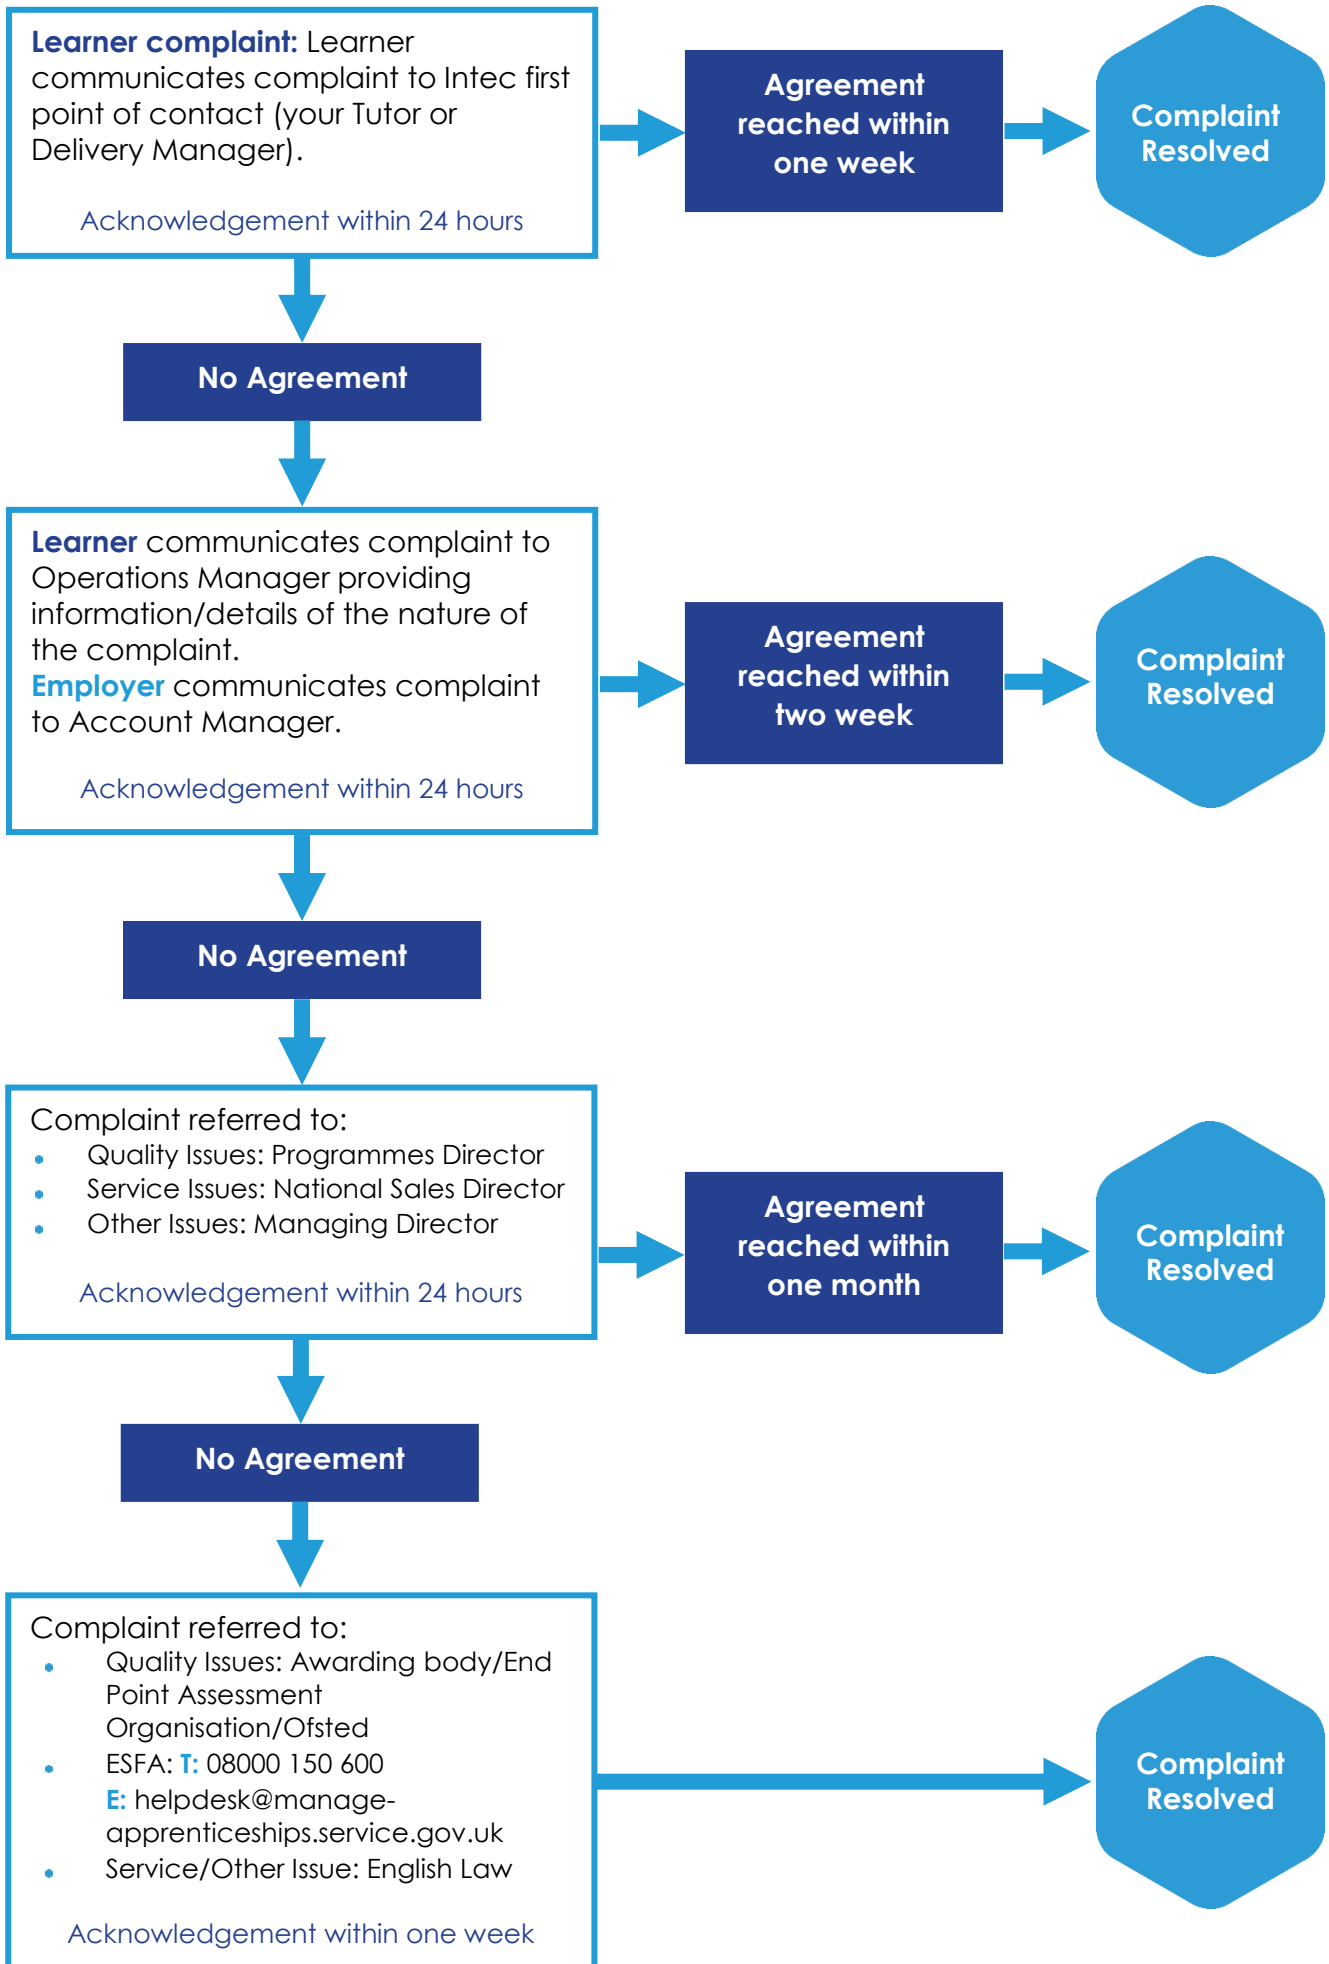 Learner complaint: Learner
communicates complaint to Intec first
point of contact (your Tutor or
Delivery Manager).
Acknowledgement within 24 hours
Agreement
reached within
one week
Complaint
Resolved
No Agreement
Learner communicates complaint to
Operations Manager providing
information/details of the nature of
the complaint.
Employer communicates complaint
to Account Manager.
Acknowledgement within 24 hours
Agreement
reached within
two week
Complaint
Resolved
No Agreement
Complaint referred to:
Quality Issues: Programmes Director
Service Issues: National Sales Director
Other Issues: Managing Director
Acknowledgement within 24 hours
Agreement
reached within
one month
Complaint
Resolved
No Agreement
Complaint referred to:
Quality Issues: Awarding body/End
Point Assessment
Organisation/Ofsted
ESFA: T: 08000 150 600
E: helpdesk@manage-
apprenticeships.service.gov.uk
Service/Other Issue: English Law
Acknowledgement within one week
Complaint
Resolved